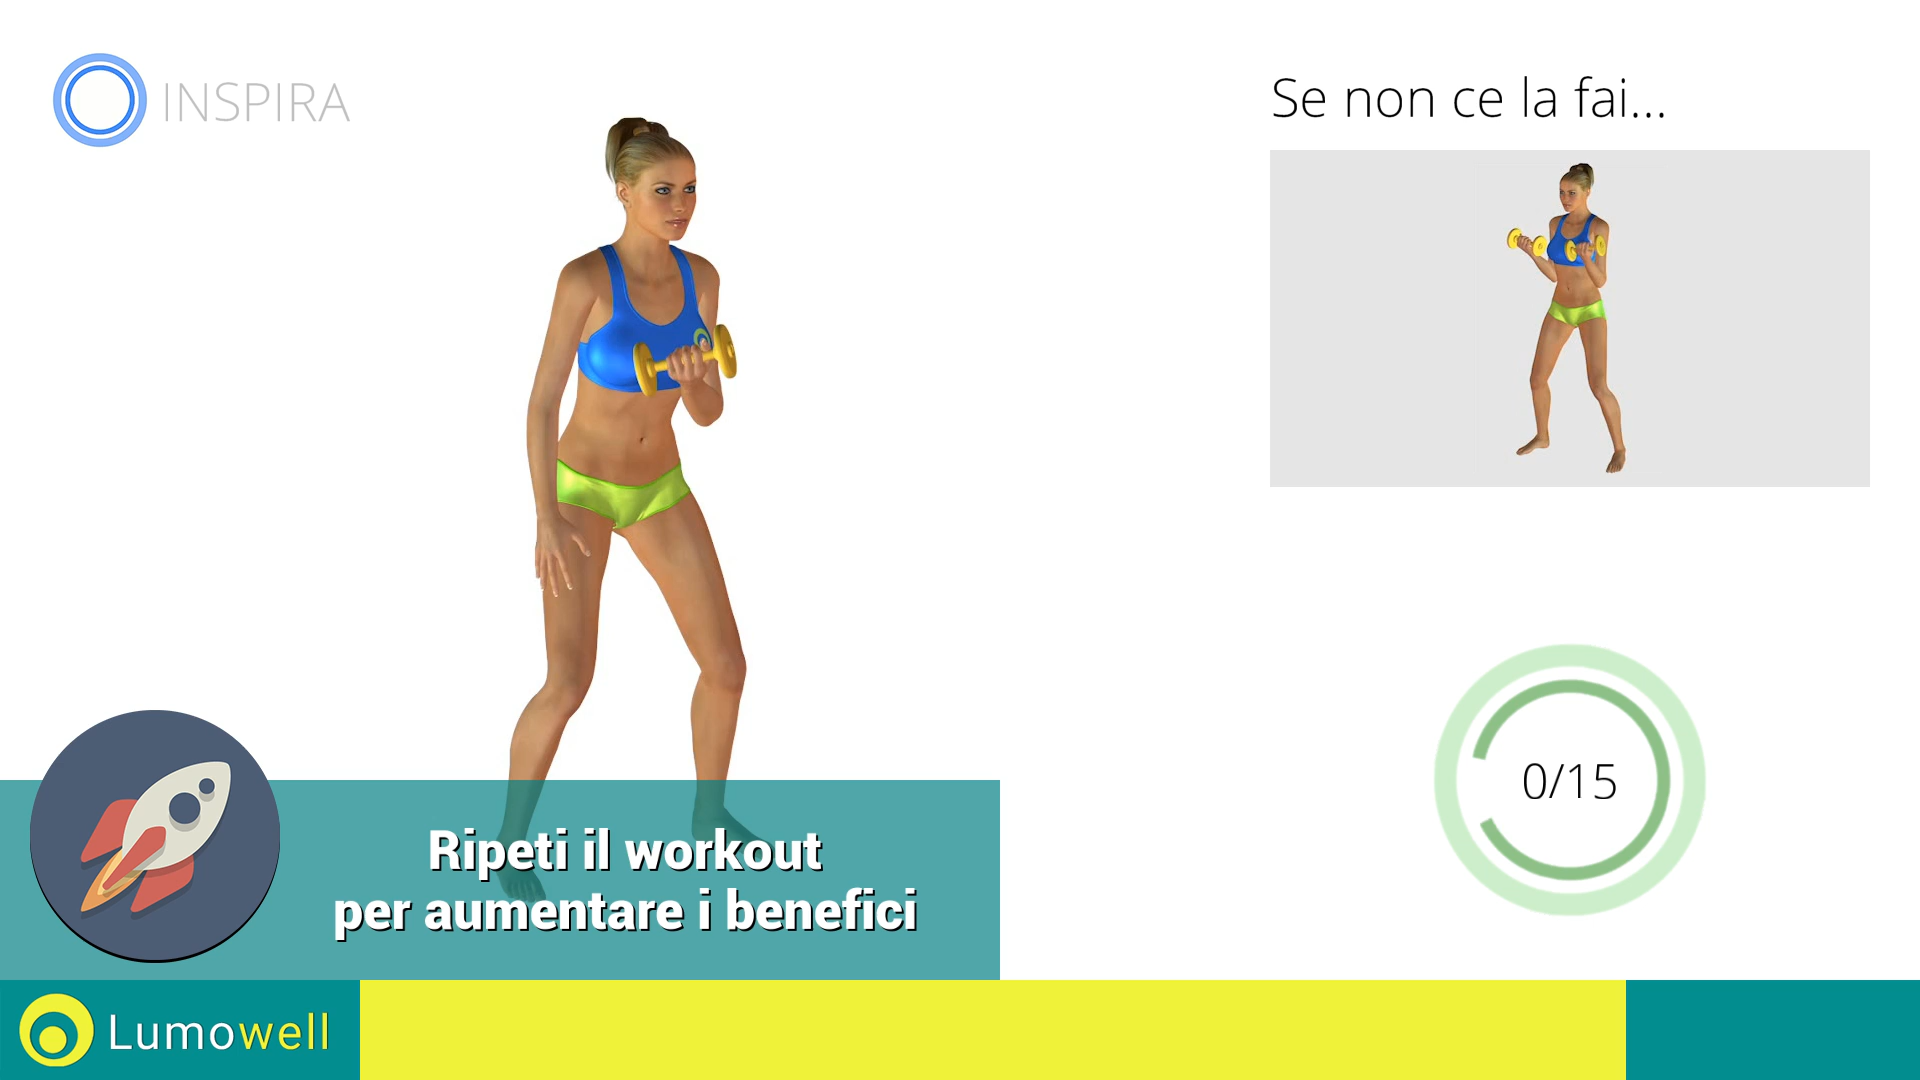 INSPIRA
Se non ce la fai...
0/15
Ripeti il workout
per aumentare i benefici
Lumowell